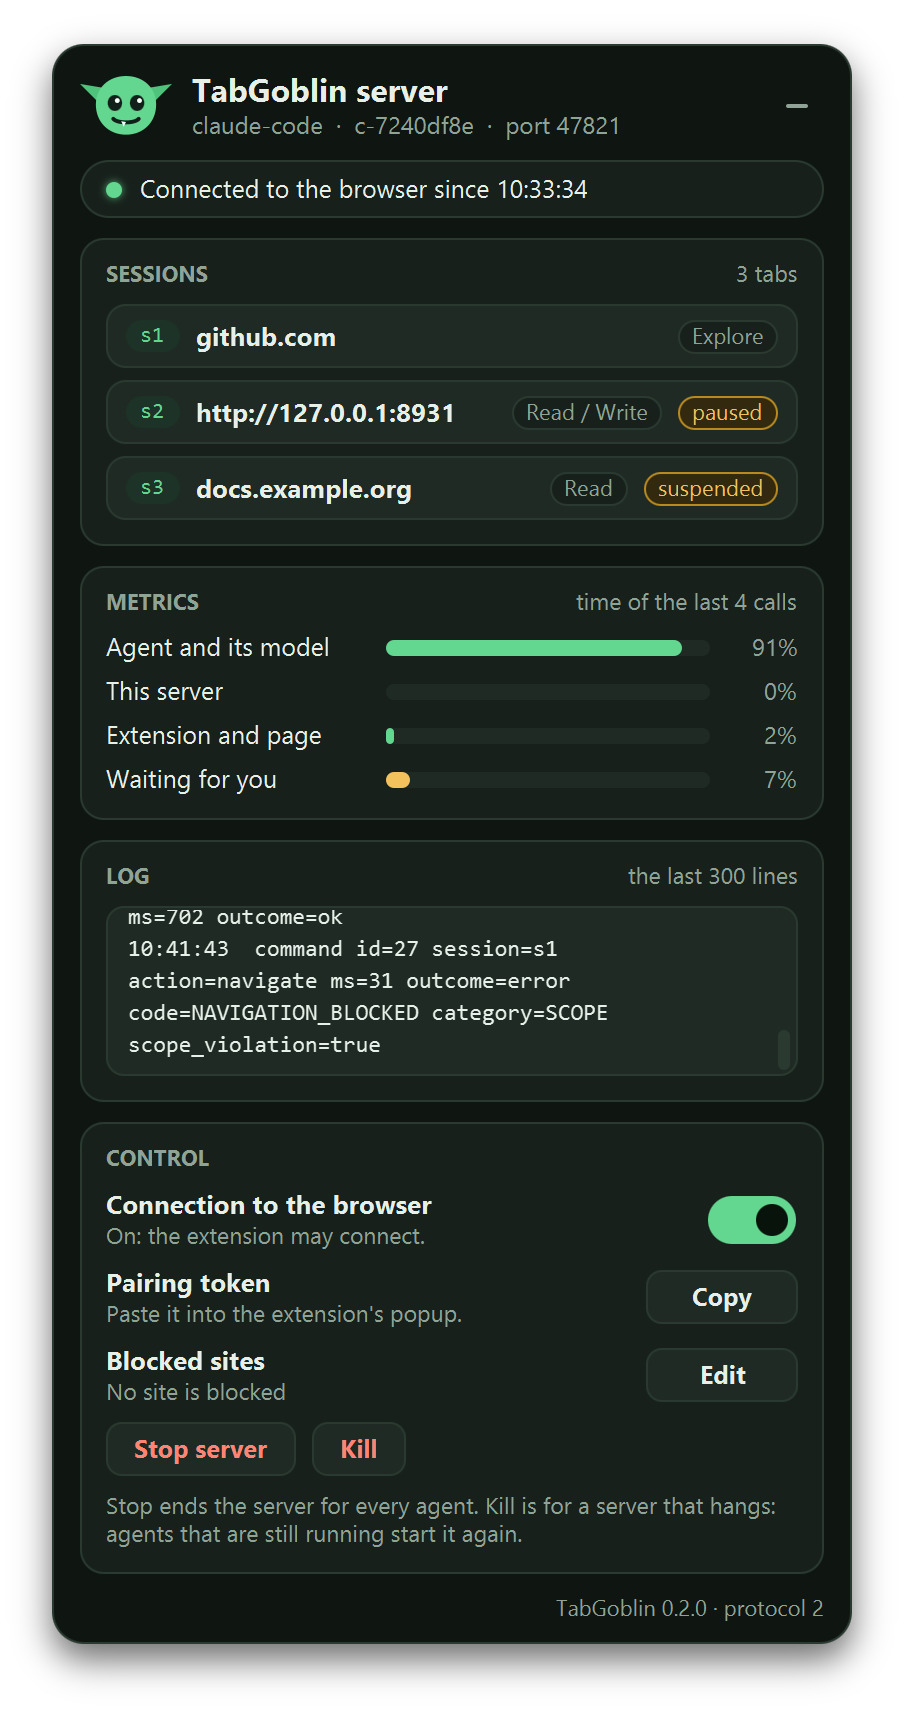 TabGoblin server
claude-code · c-7240df8e · port 47821
Connected to the browser since 10:33:34
SESSIONS 3 tabs
s1 github.com Explore
s2 http://127.0.0.1:8931 Read / Write paused
s3 docs.example.org Read suspended
METRICS time of the last 4 calls
Agent and its model 91%
This server 0%
Extension and page 2%
Waiting for you 7%
LOG the last 300 lines
ms=702 outcome=ok
10:41:43 command id=27 session=s1
action=navigate ms=31 outcome=error
code=NAVIGATION_BLOCKED category=SCOPE
scope_violation=true
CONTROL
Connection to the browser
On: the extension may connect.
Pairing token
Paste it into the extension's popup.
Copy
Blocked sites
No site is blocked
Edit
Stop server Kill
Stop ends the server for every agent. Kill is for a server that hangs:
agents that are still running start it again.
TabGoblin 0.2.0 · protocol 2